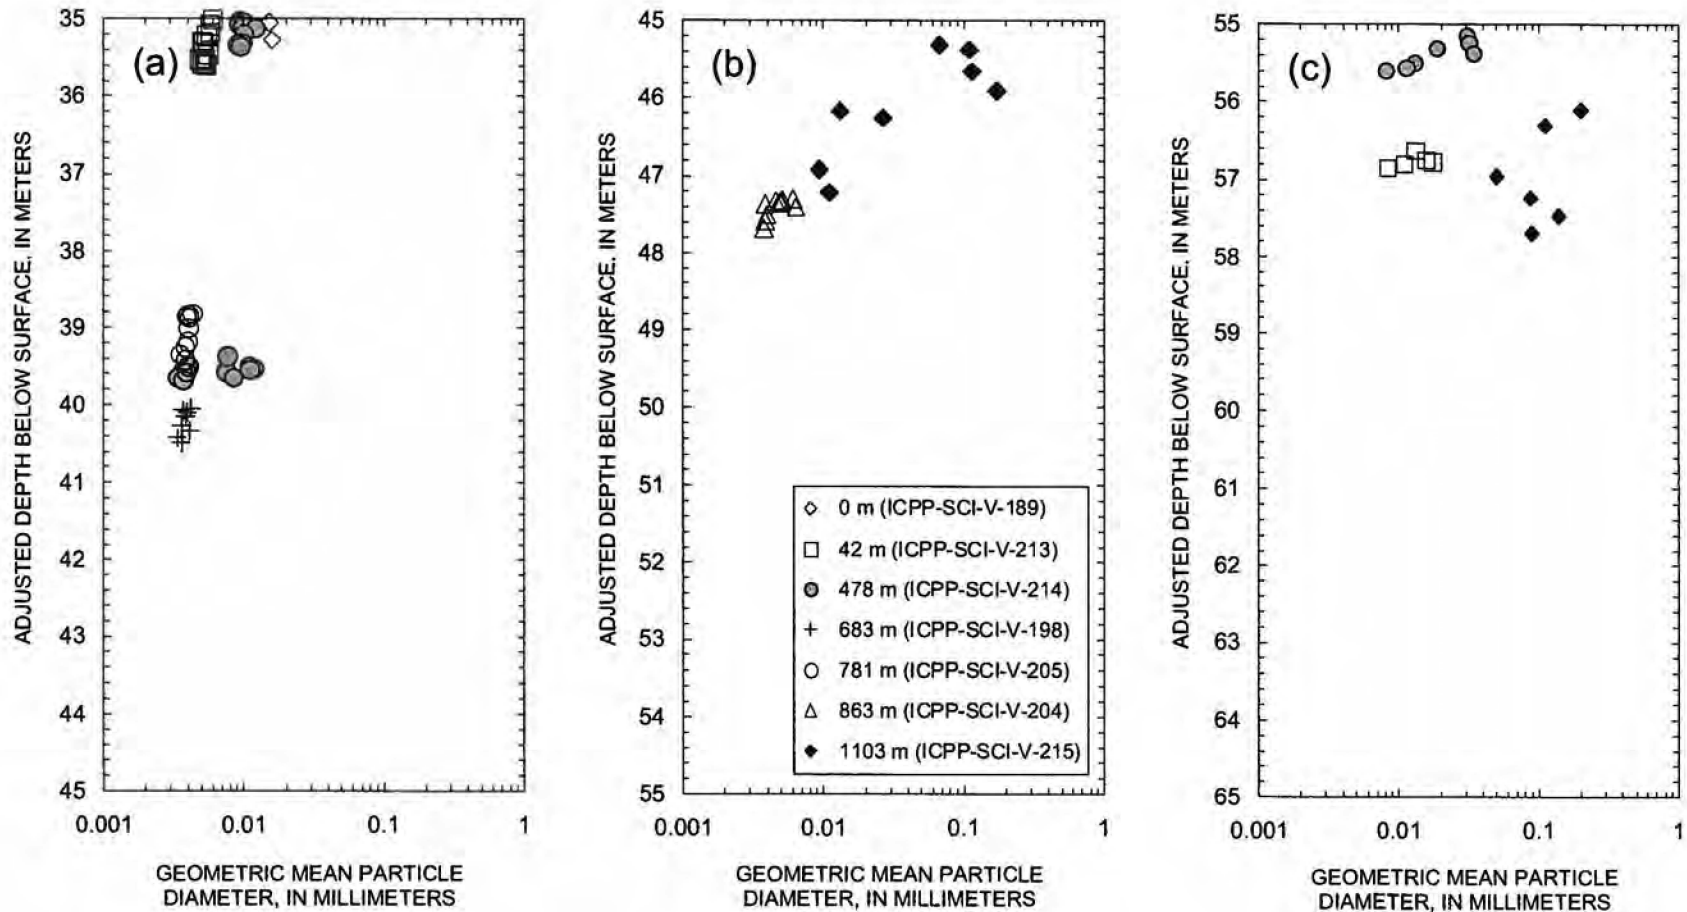 (a)
ADJUSTED DEPTH BELOW SURFACE, IN METERS
35
36
37
38
39
40
41
42
43
44
45
0.001
0.01
0.1
1
GEOMETRIC MEAN PARTICLE
DIAMETER, IN MILLIMETERS
(b)
ADJUSTED DEPTH BELOW SURFACE, IN METERS
45
46
47
48
49
50
51
52
53
54
55
0 m (ICPP-SCI-V-189)
42 m (ICPP-SCI-V-213)
478 m (ICPP-SCI-V-214)
683 m (ICPP-SCI-V-198)
781 m (ICPP-SCI-V-205)
863 m (ICPP-SCI-V-204)
1103 m (ICPP-SCI-V-215)
0.001
0.01
0.1
1
GEOMETRIC MEAN PARTICLE
DIAMETER, IN MILLIMETERS
(c)
ADJUSTED DEPTH BELOW SURFACE, IN METERS
55
56
57
58
59
60
61
62
63
64
65
0.001
0.01
0.1
1
GEOMETRIC MEAN PARTICLE
DIAMETER, IN MILLIMETERS